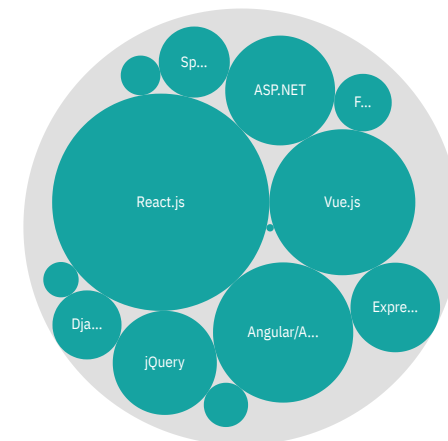 Sp...
ASP.NET
F...
React.js
Vue.js
Expre...
Dja...
Angular/A...
jQuery